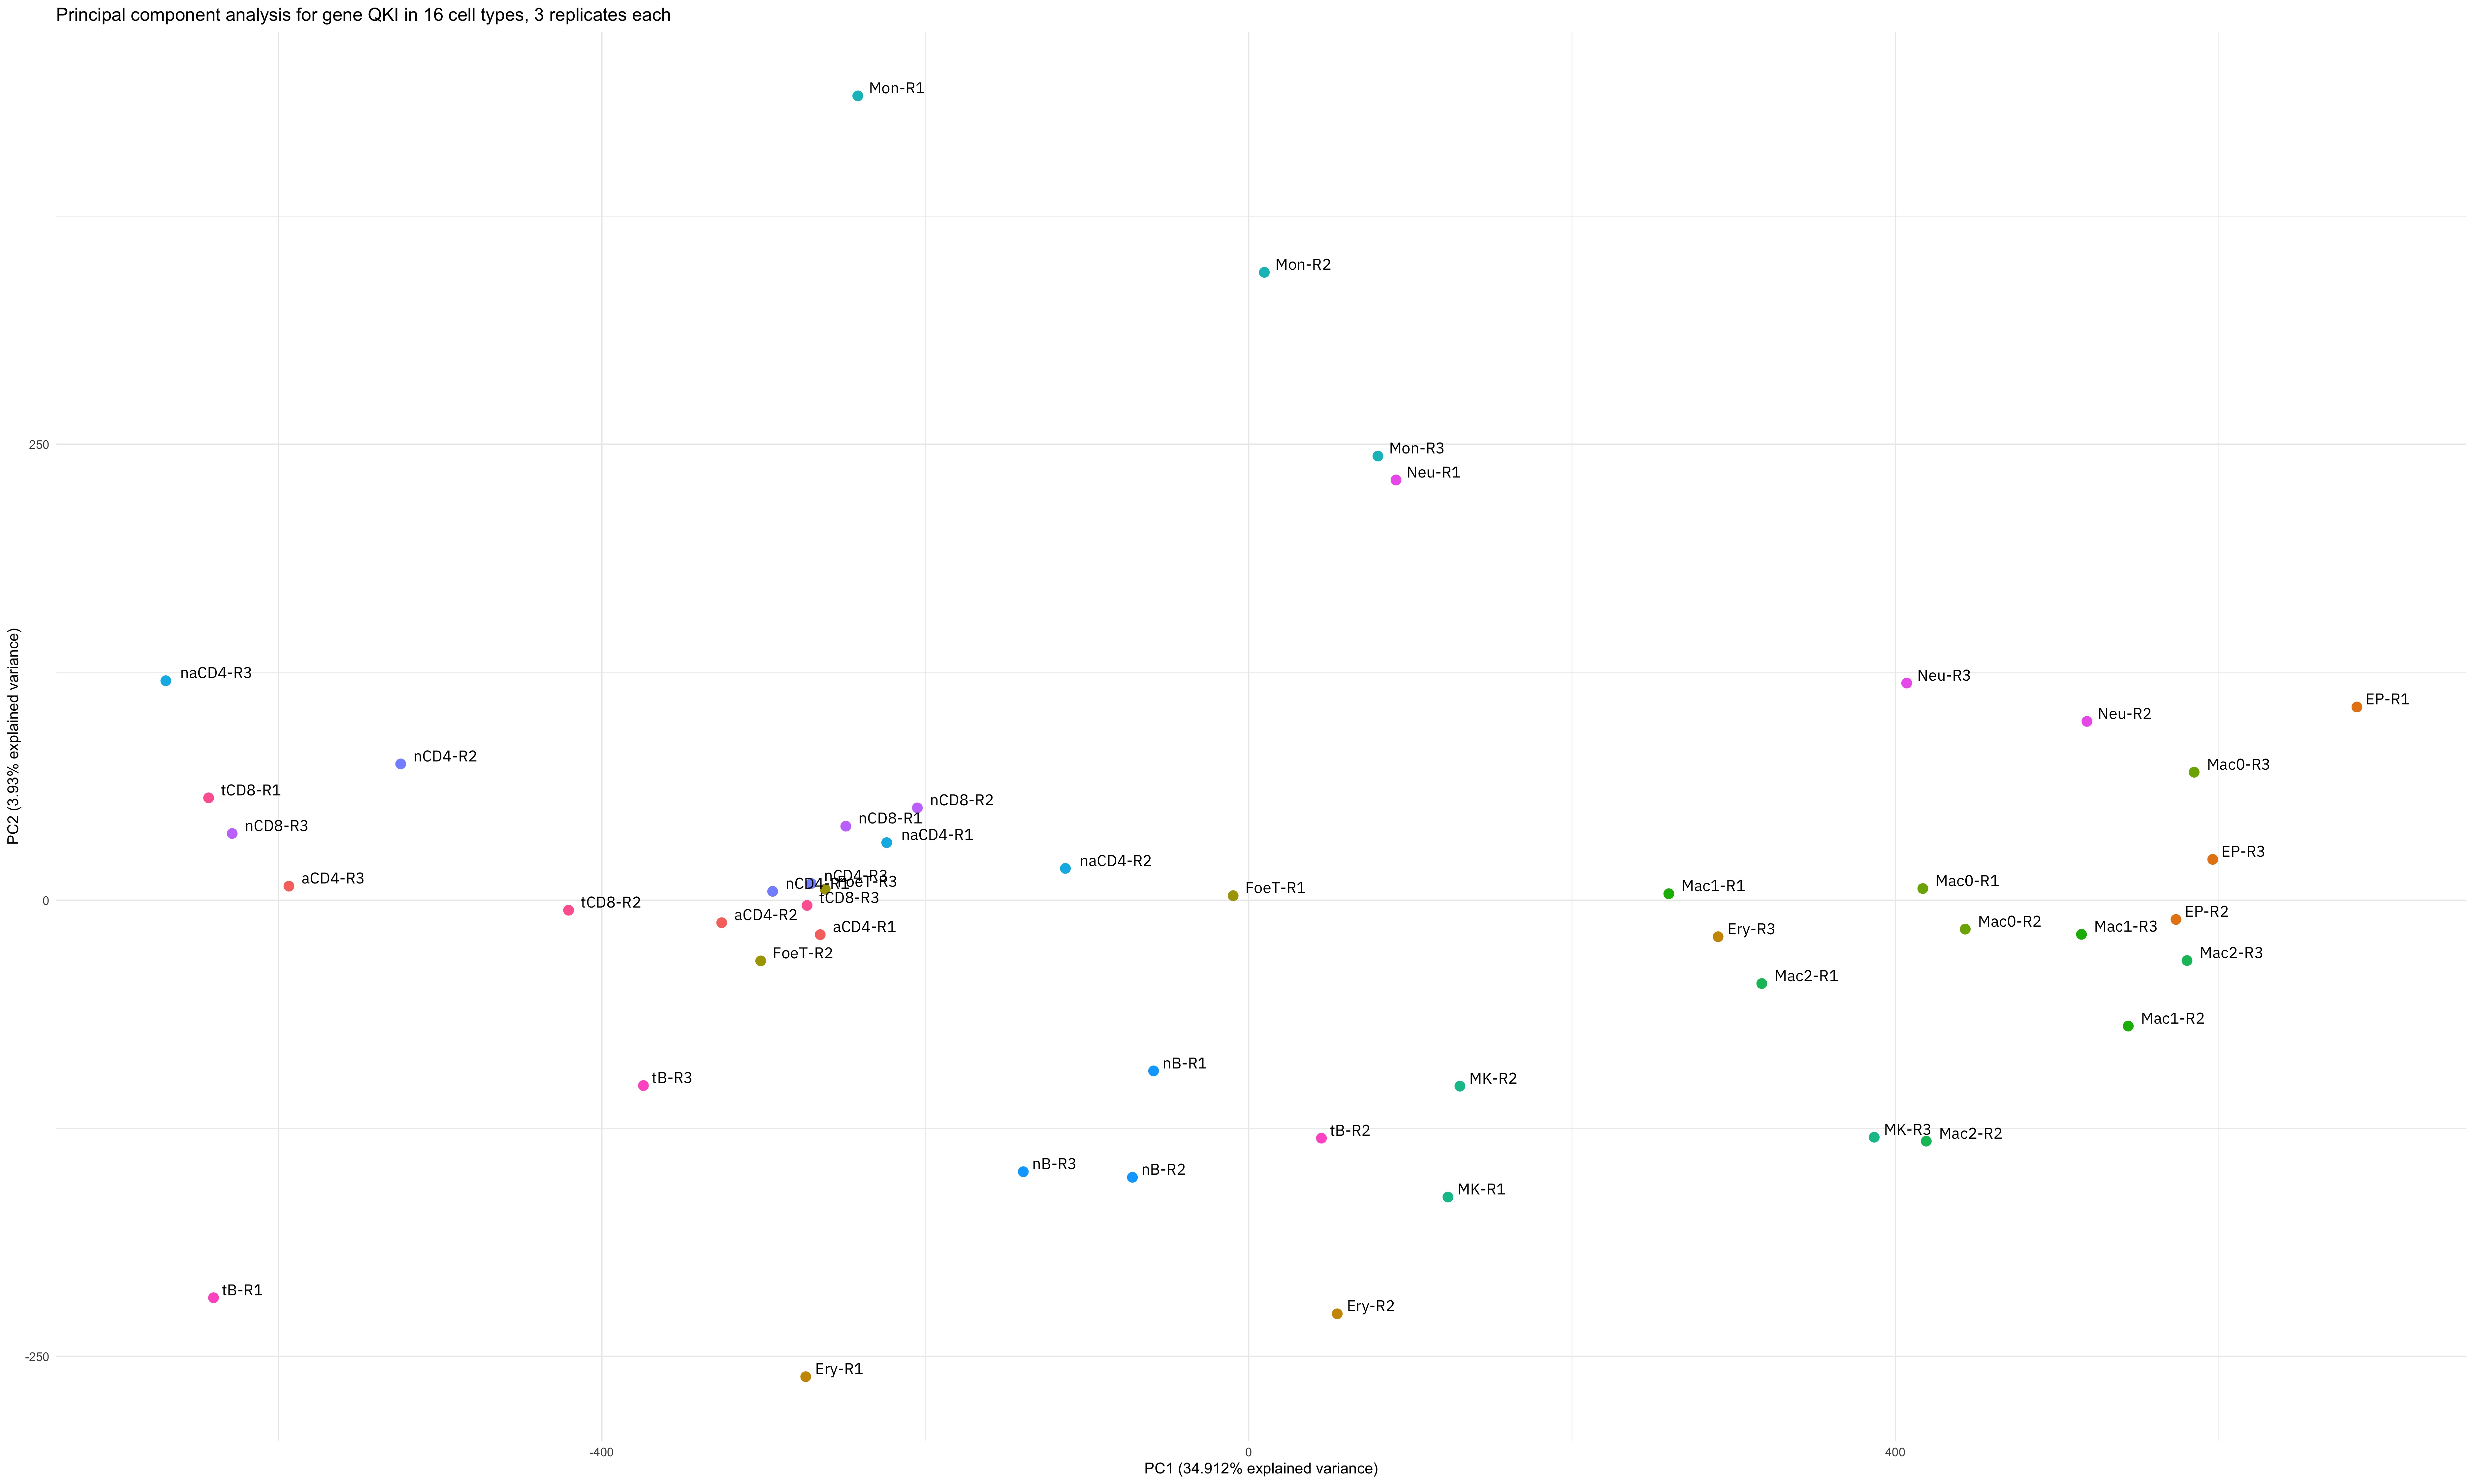 Principal component analysis for gene QKI in 16 cell types, 3 replicates each
Mon-R1
Mon-R2
250
Mon-R3
Neu-R1
PC2 (3.93% explained variance)
naCD4-R3
Neu-R3
EP-R1
Neu-R2
nCD4-R2
Mac0-R3
tCD8-R1
nCD8-R2
nCD8-R1
nCD8-R3
naCD4-R1
EP-R3
naCD4-R2
nCD4-R3
FoeT-R3
nCD4-R1
aCD4-R3
Mac0-R1
Mac1-R1
FoeT-R1
0
tCD8-R3
tCD8-R2
EP-R2
aCD4-R2
Mac0-R2
Mac1-R3
aCD4-R1
Ery-R3
FoeT-R2
Mac2-R3
Mac2-R1
Mac1-R2
nB-R1
tB-R3
MK-R2
tB-R2
MK-R3
Mac2-R2
nB-R3
nB-R2
MK-R1
tB-R1
Ery-R2
-250
Ery-R1
-400
0
400
PC1 (34.912% explained variance)